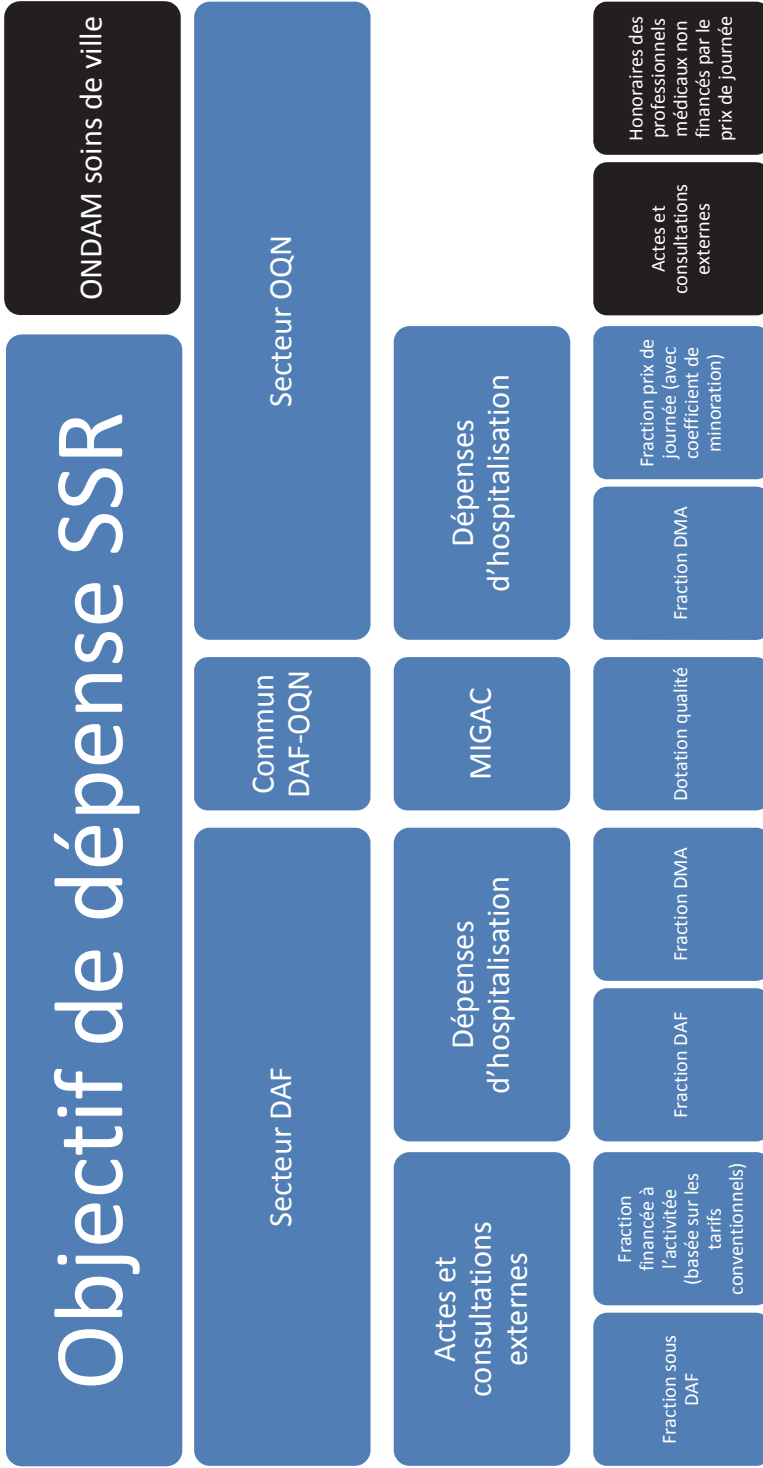 Objectif de dépense SSR
ONDAM soins de ville
Secteur DAF
Commun
DAF-OQN
Secteur OQN
Actes et
consultations
externes
Dépenses
d’hospitalisation
MIGAC
Dépenses
d’hospitalisation
Fraction sous
DAF
Fraction
financée à
l’activitée
(basée sur les
tarifs
conventionnels)
Fraction DAF
Fraction DMA
Dotation qualité
Fraction DMA
Fraction prix de
journée (avec
coefficient de
minoration)
Actes et
consultations
externes
Honoraires des
professionnels
médicaux non
financés par le
prix de journée